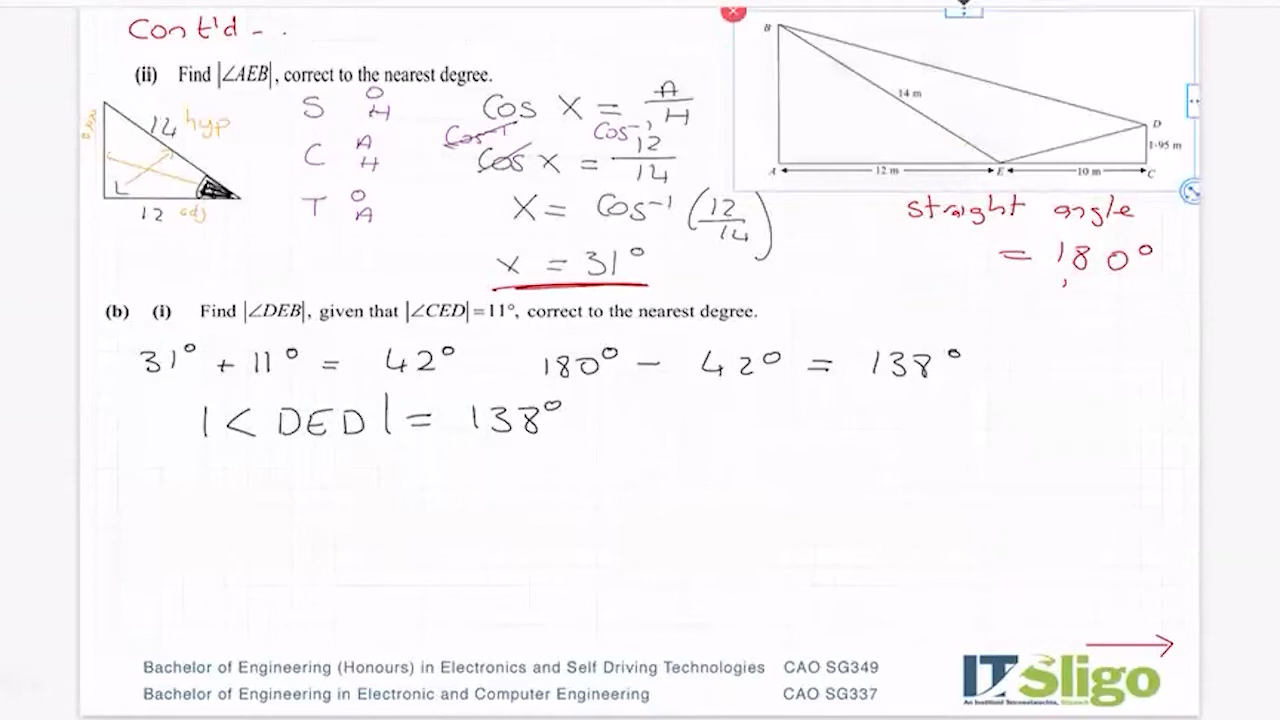 Con t'd - .
(ii) Find |∠AEB|, correct to the nearest degree.
14 hyp
12 adj
S O H
C A H
T O A
Cos X = A/H
Cos⁻¹ Cos⁻¹
Cos X = 12/14
X = Cos⁻¹ (12/14)
x = 31°
B
14 m
D
1·95 m
A 12 m E 10 m C
straight angle
= 180°
(b) (i) Find |∠DEB|, given that |∠CED| = 11°, correct to the nearest degree.
31° + 11° = 42° 180° - 42° = 138°
|< DED| = 138°
Bachelor of Engineering (Honours) in Electronics and Self Driving Technologies CAO SG349
Bachelor of Engineering in Electronic and Computer Engineering CAO SG337
IT Sligo